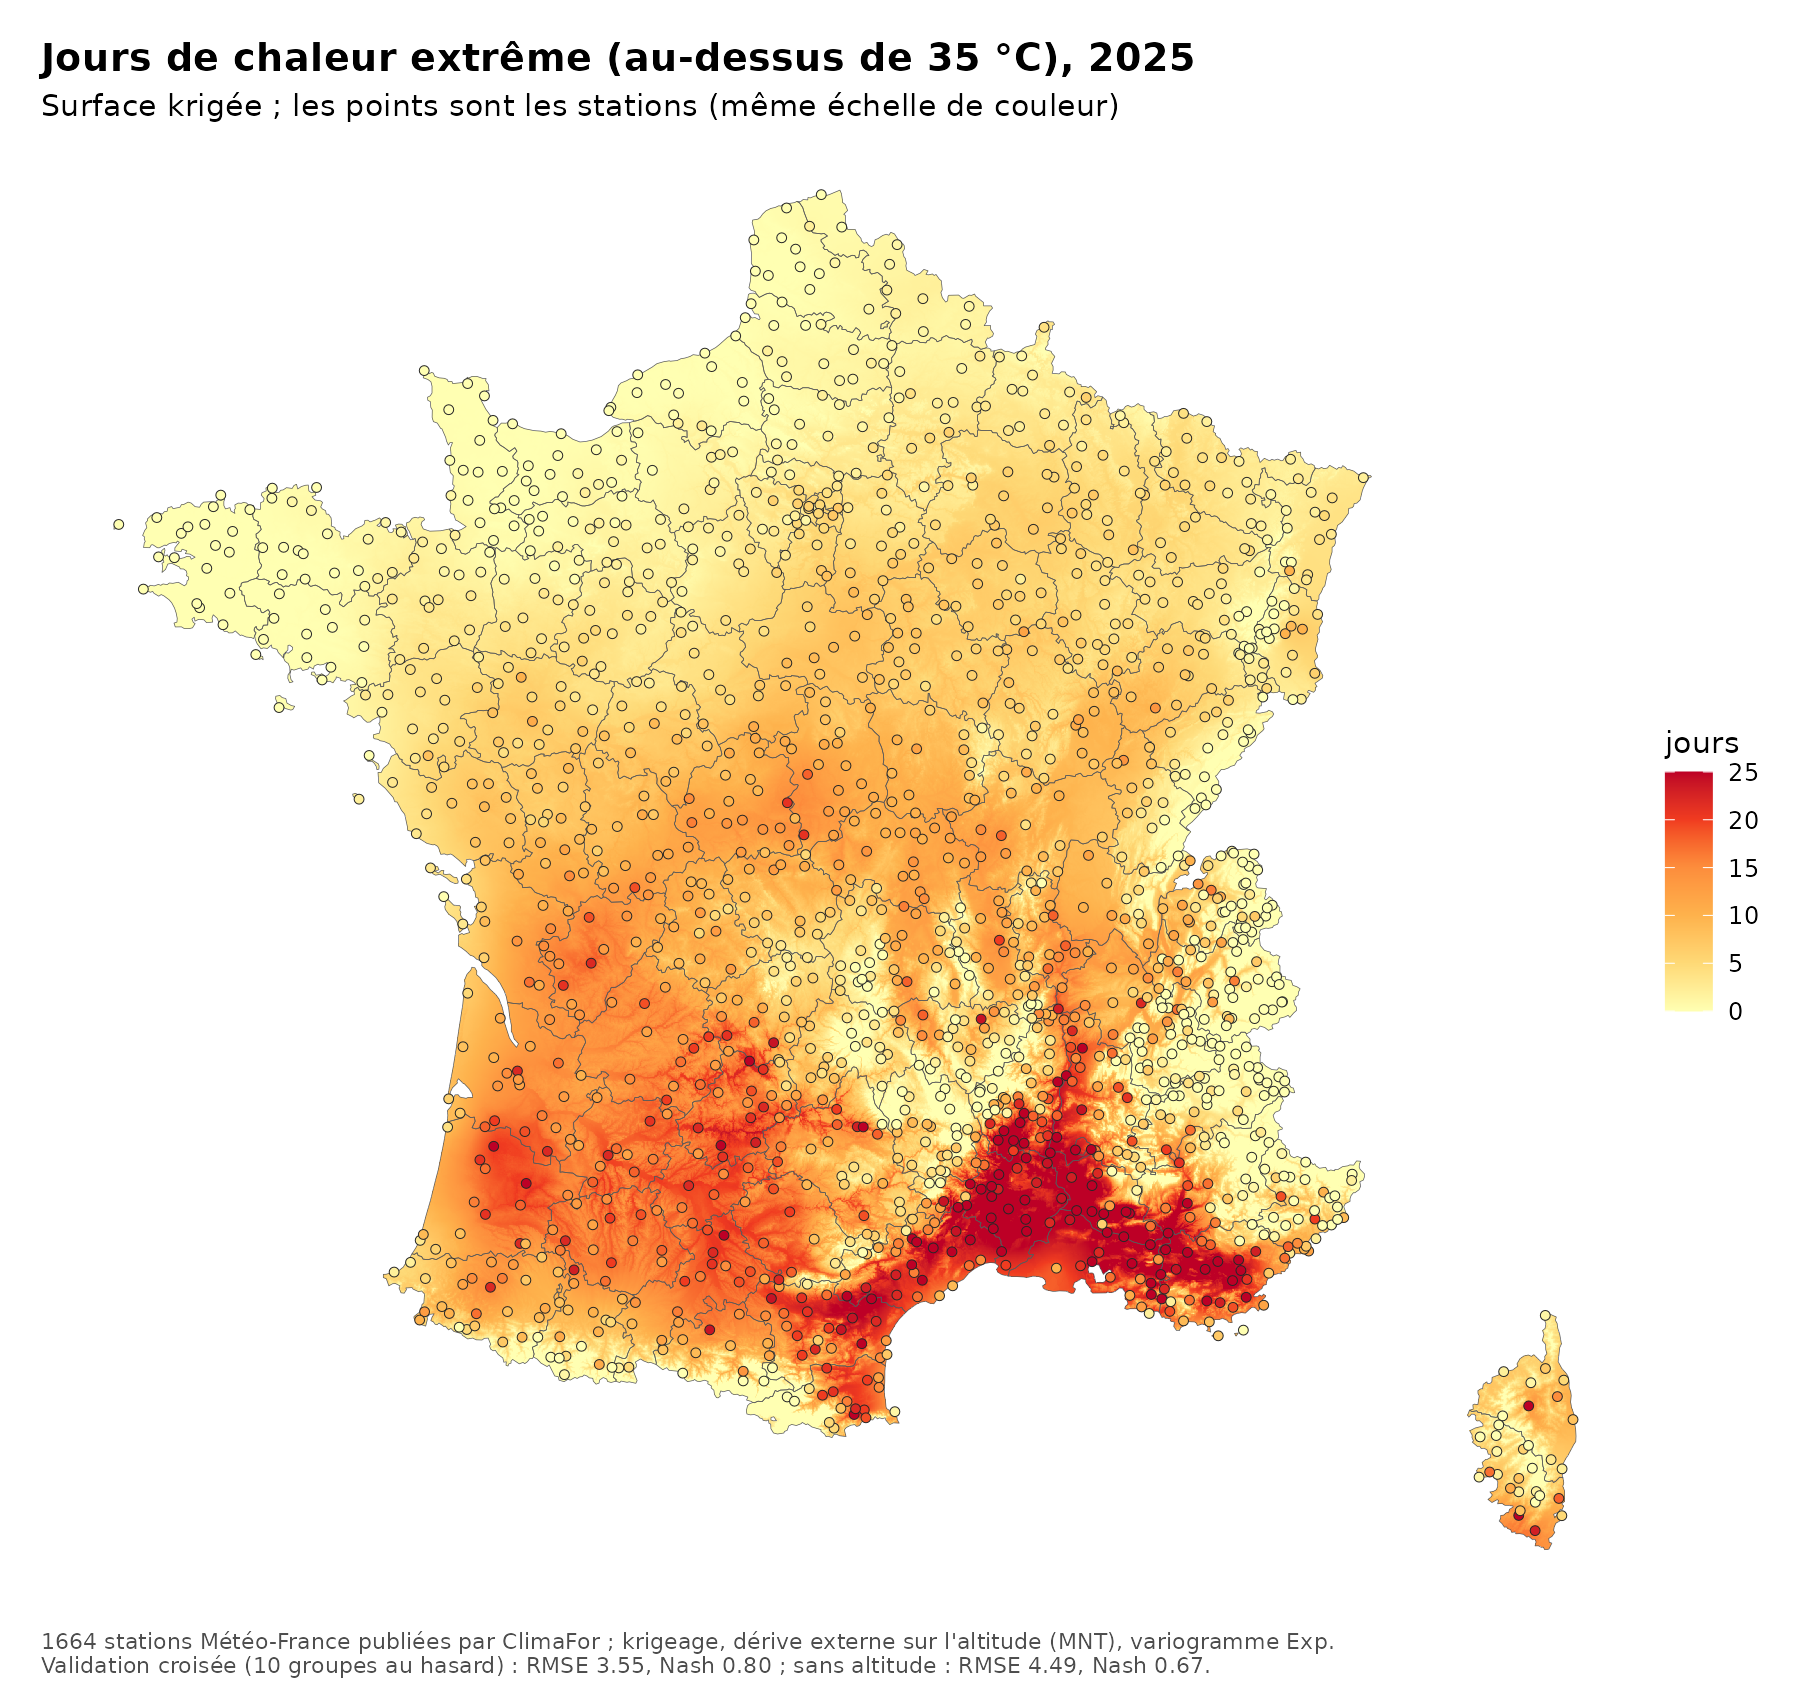 Jours de chaleur extrême (au-dessus de 35 °C), 2025
Surface krigée ; les points sont les stations (même échelle de couleur)
jours
25
20
15
10
5
0
1664 stations Météo-France publiées par ClimaFor ; krigeage, dérive externe sur l'altitude (MNT), variogramme Exp.
Validation croisée (10 groupes au hasard) : RMSE 3.55, Nash 0.80 ; sans altitude : RMSE 4.49, Nash 0.67.